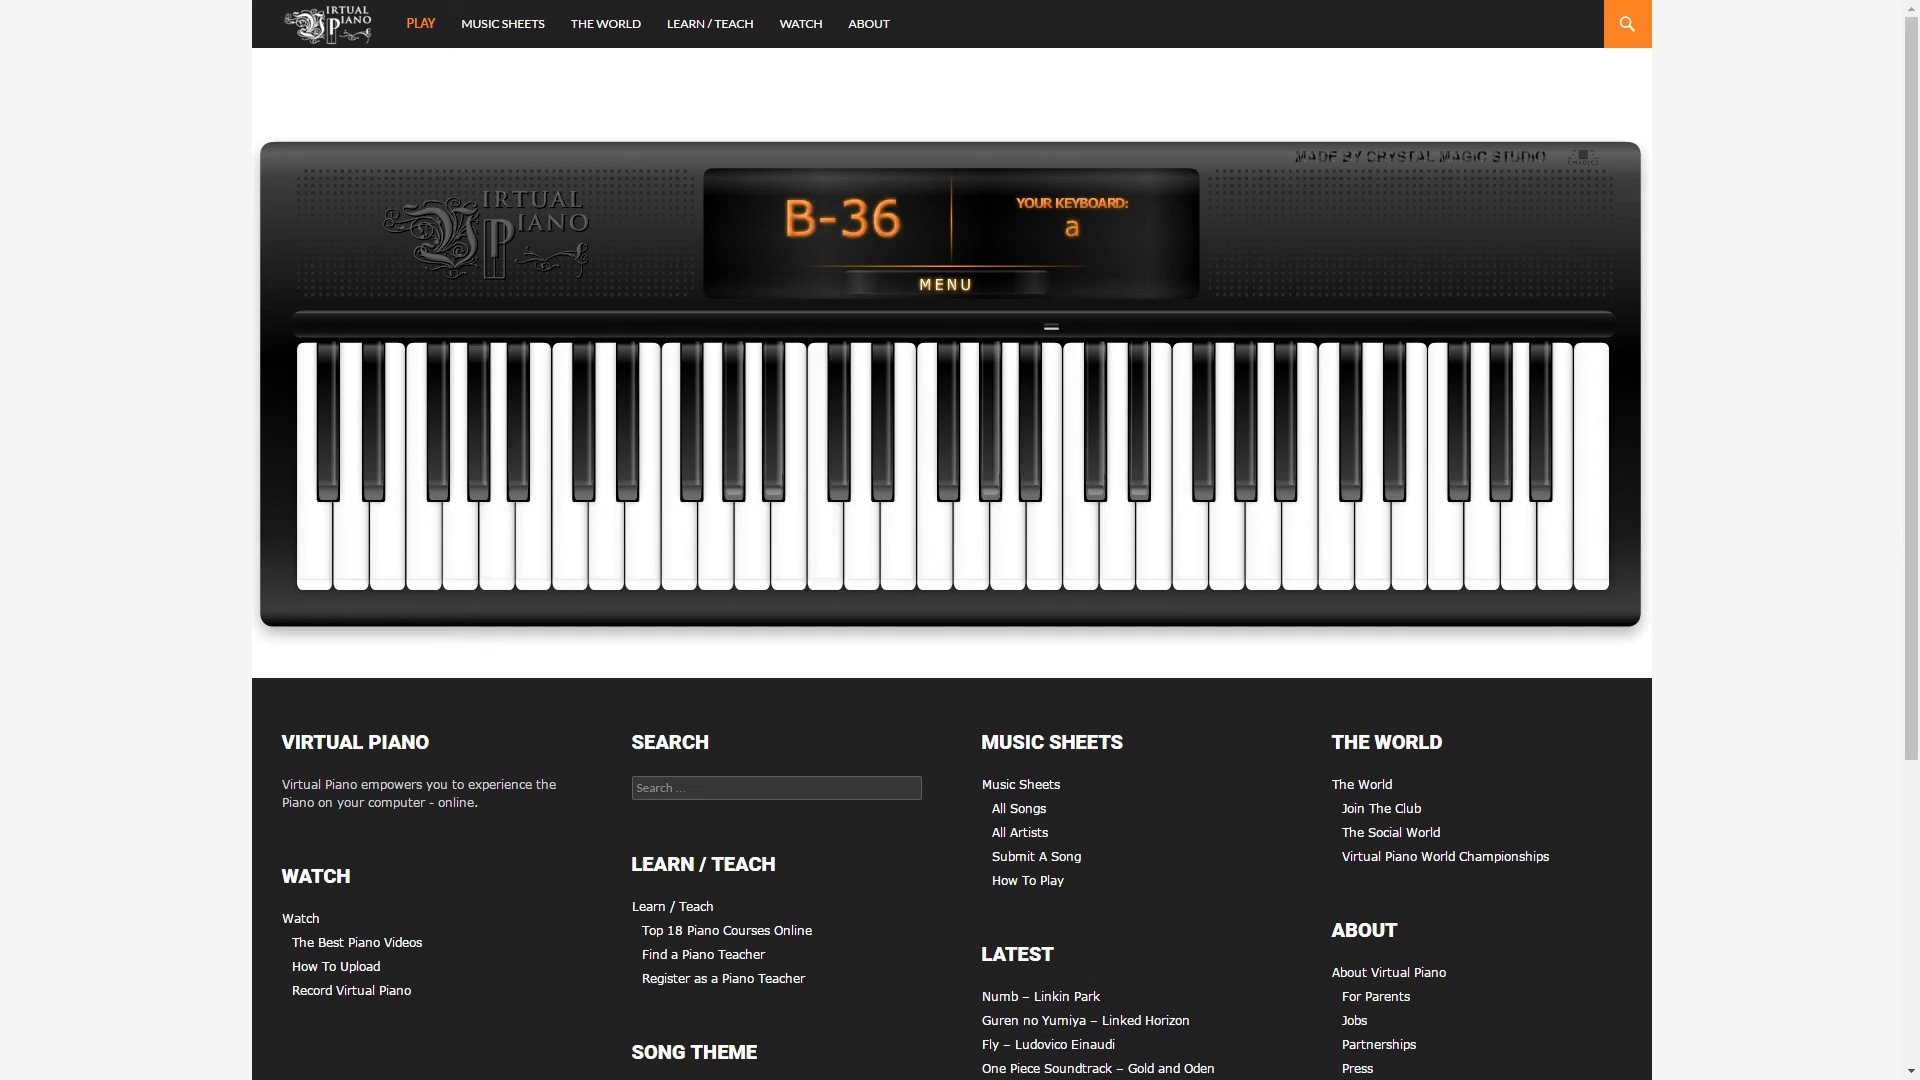 VIRTUAL PIANO
PLAY
MUSIC SHEETS
THE WORLD
LEARN / TEACH
WATCH
ABOUT
MADE BY CRYSTAL MAGIC STUDIO
VIRTUAL PIANO
B-36
YOUR KEYBOARD:
a
MENU
VIRTUAL PIANO
Virtual Piano empowers you to experience the
Piano on your computer - online.
WATCH
Watch
The Best Piano Videos
How To Upload
Record Virtual Piano
SEARCH
Search ...
LEARN / TEACH
Learn / Teach
Top 18 Piano Courses Online
Find a Piano Teacher
Register as a Piano Teacher
SONG THEME
MUSIC SHEETS
Music Sheets
All Songs
All Artists
Submit A Song
How To Play
LATEST
Numb – Linkin Park
Guren no Yumiya – Linked Horizon
Fly – Ludovico Einaudi
One Piece Soundtrack – Gold and Oden
THE WORLD
The World
Join The Club
The Social World
Virtual Piano World Championships
ABOUT
About Virtual Piano
For Parents
Jobs
Partnerships
Press